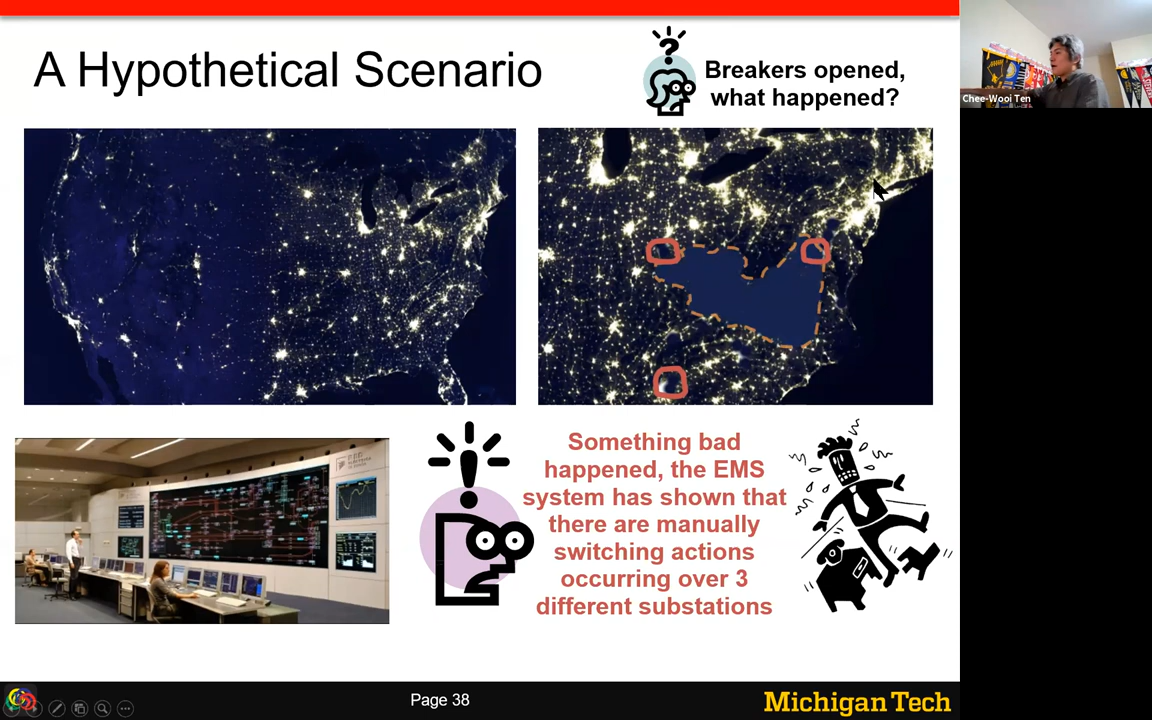 A Hypothetical Scenario
Breakers opened,
what happened?
Chee-Wooi Ten
Something bad
happened, the EMS
system has shown that
there are manually
switching actions
occurring over 3
different substations
Page 38
Michigan Tech